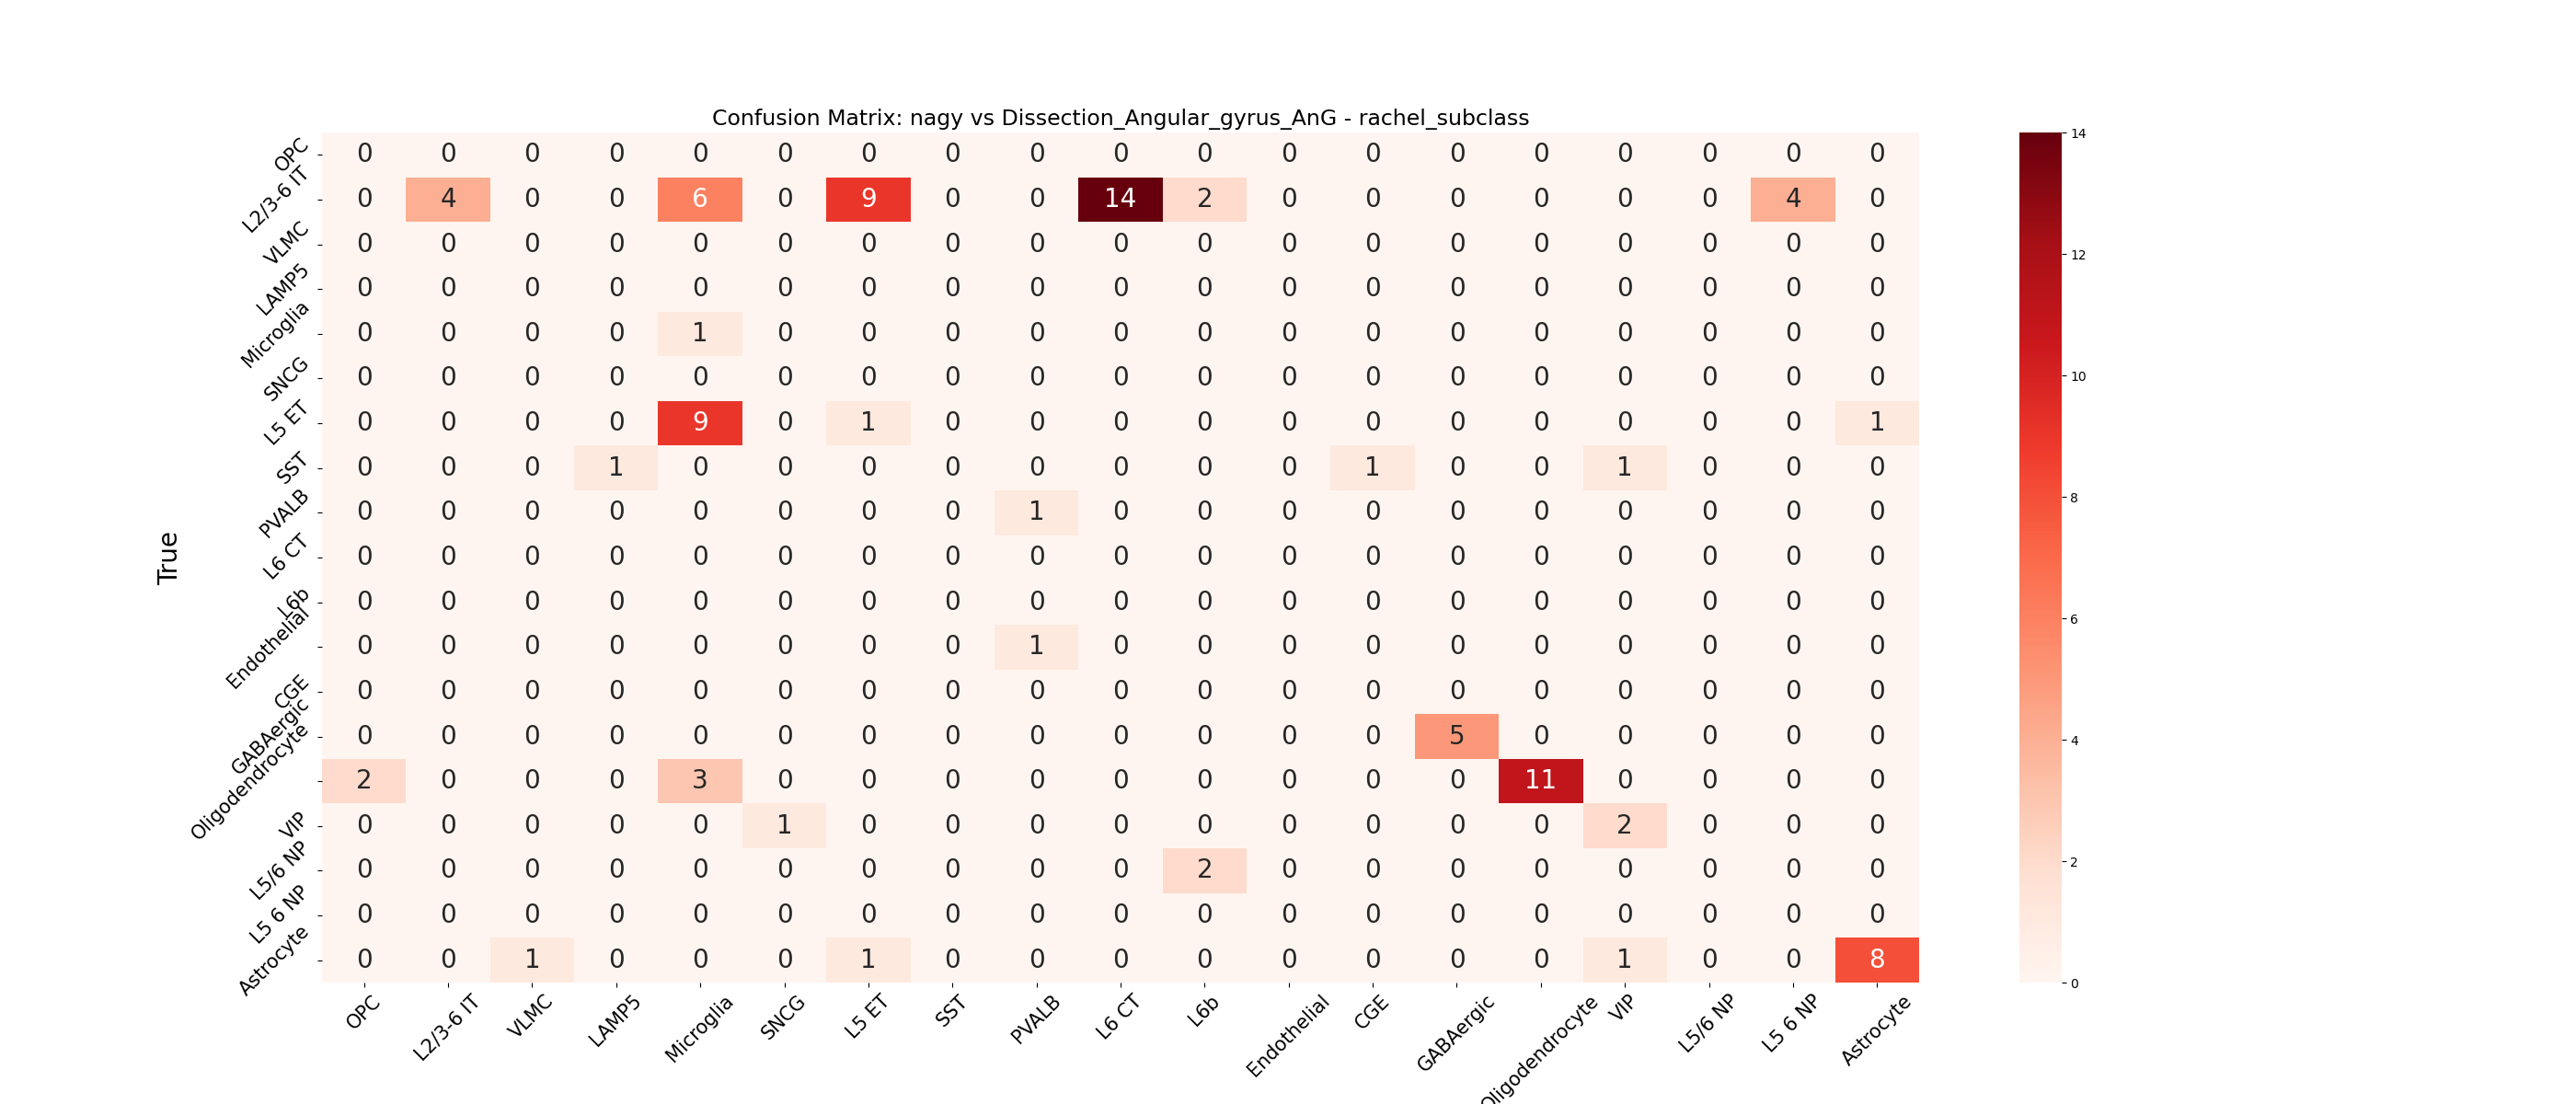 Confusion Matrix: nagy vs Dissection_Angular_gyrus_AnG - rachel_subclass
True
OPC 0 0 0 0 0 0 0 0 0 0 0 0 0 0 0 0 0 0 0
L2/3-6 IT 0 4 0 0 6 0 9 0 0 14 2 0 0 0 0 0 0 4 0
VLMC 0 0 0 0 0 0 0 0 0 0 0 0 0 0 0 0 0 0 0
LAMP5 0 0 0 0 0 0 0 0 0 0 0 0 0 0 0 0 0 0 0
Microglia 0 0 0 0 1 0 0 0 0 0 0 0 0 0 0 0 0 0 0
SNCG 0 0 0 0 0 0 0 0 0 0 0 0 0 0 0 0 0 0 0
L5 ET 0 0 0 0 9 0 1 0 0 0 0 0 0 0 0 0 0 0 1
SST 0 0 0 1 0 0 0 0 0 0 0 0 1 0 0 1 0 0 0
PVALB 0 0 0 0 0 0 0 0 1 0 0 0 0 0 0 0 0 0 0
L6 CT 0 0 0 0 0 0 0 0 0 0 0 0 0 0 0 0 0 0 0
L6b 0 0 0 0 0 0 0 0 0 0 0 0 0 0 0 0 0 0 0
Endothelial 0 0 0 0 0 0 0 0 1 0 0 0 0 0 0 0 0 0 0
CGE 0 0 0 0 0 0 0 0 0 0 0 0 0 0 0 0 0 0 0
GABAergic 0 0 0 0 0 0 0 0 0 0 0 0 0 5 0 0 0 0 0
Oligodendrocyte 2 0 0 0 3 0 0 0 0 0 0 0 0 0 11 0 0 0 0
VIP 0 0 0 0 0 1 0 0 0 0 0 0 0 0 0 2 0 0 0
L5/6 NP 0 0 0 0 0 0 0 0 0 0 2 0 0 0 0 0 0 0 0
L5 6 NP 0 0 0 0 0 0 0 0 0 0 0 0 0 0 0 0 0 0 0
Astrocyte 0 0 1 0 0 0 1 0 0 0 0 0 0 0 0 1 0 0 8
OPC L2/3-6 IT VLMC LAMP5 Microglia SNCG L5 ET SST PVALB L6 CT L6b Endothelial CGE GABAergic Oligodendrocyte VIP L5/6 NP L5 6 NP Astrocyte
14
12
10
8
6
4
2
0